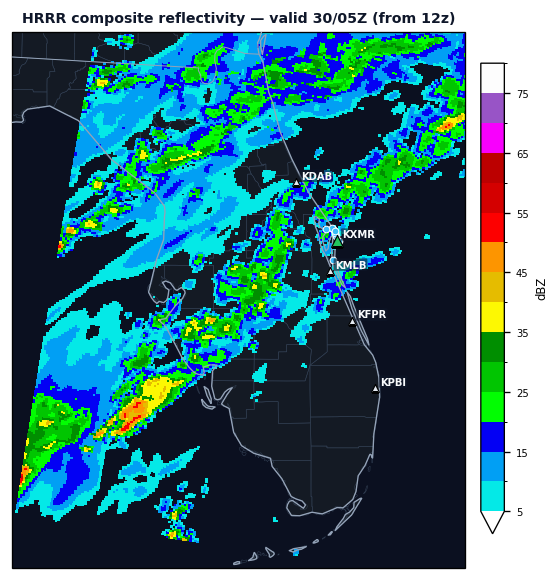 HRRR composite reflectivity — valid 30/05Z (from 12z)
KDAB
KXMR
KMLB
KFPR
KPBI
75
65
55
45
35
25
15
5
dBZ